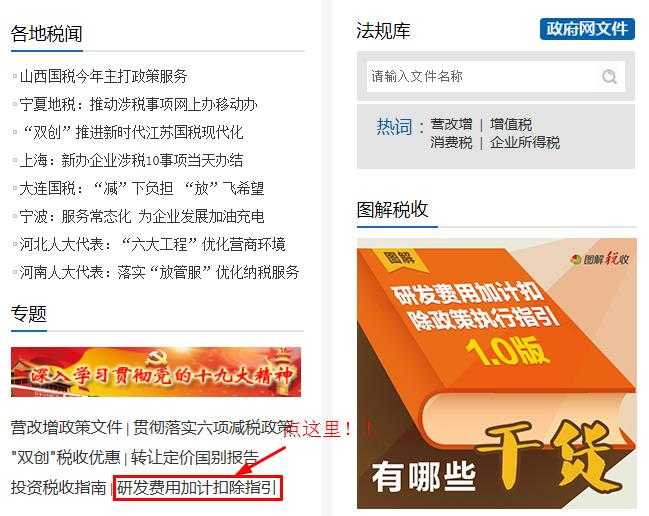 各地税闻
山西国税今年主打政策服务
宁夏地税：推动涉税事项网上办移动办
“双创”推进新时代江苏国税现代化
上海：新办企业涉税10事项当天办结
大连国税：“减”下负担 “放”飞希望
宁波：服务常态化 为企业发展加油充电
河北人大代表：“六大工程”优化营商环境
河南人大代表：落实“放管服”优化纳税服务
专题
深入学习贯彻党的十九大精神
营改增政策文件 | 贯彻落实六项减税政策
点这里！！
"双创"税收优惠 | 转让定价国别报告
投资税收指南 | 研发费用加计扣除指引
法规库
政府网文件
请输入文件名称
热词：营改增 | 增值税
消费税 | 企业所得税
图解税收
图解
图解税收
研发费用加计扣
除政策执行指引
1.0版
有哪些干货